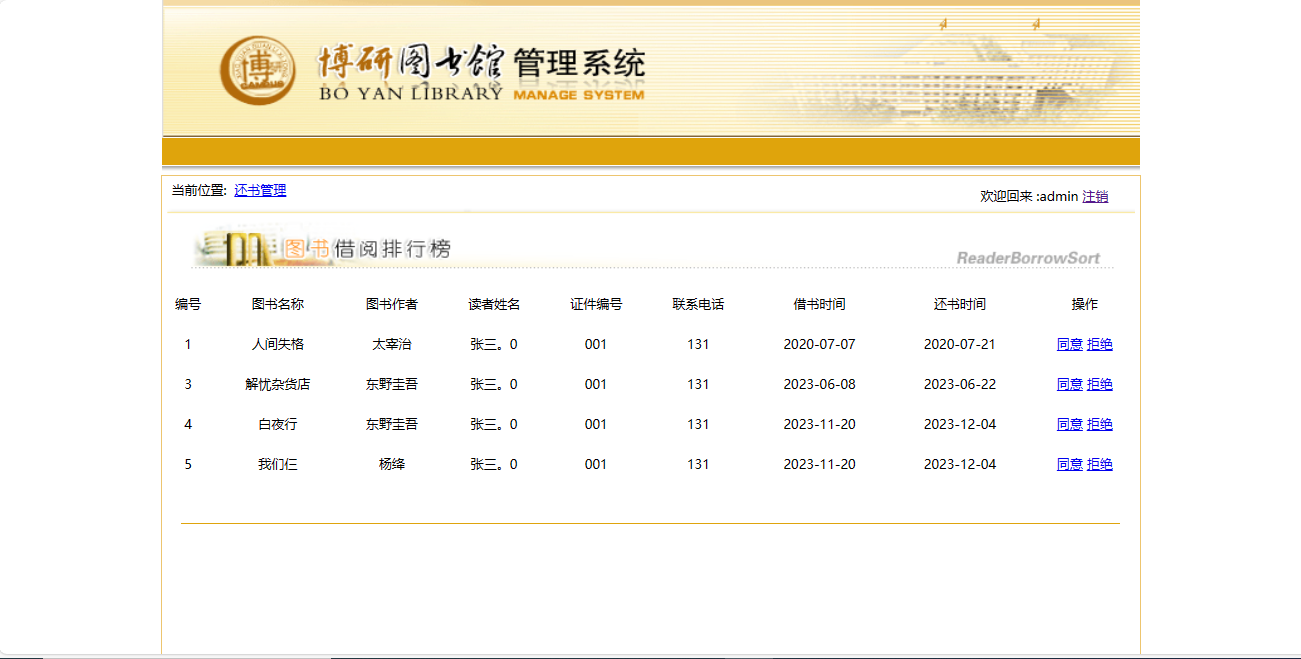 博研图书馆 管理系统
BO YAN LIBRARY MANAGE SYSTEM
当前位置: 还书管理
欢迎回来 :admin 注销
图书借阅排行榜
ReaderBorrowSort
编号 图书名称 图书作者 读者姓名 证件编号 联系电话 借书时间 还书时间 操作
1 人间失格 太宰治 张三。0 001 131 2020-07-07 2020-07-21 同意 拒绝
3 解忧杂货店 东野圭吾 张三。0 001 131 2023-06-08 2023-06-22 同意 拒绝
4 白夜行 东野圭吾 张三。0 001 131 2023-11-20 2023-12-04 同意 拒绝
5 我们仨 杨绛 张三。0 001 131 2023-11-20 2023-12-04 同意 拒绝